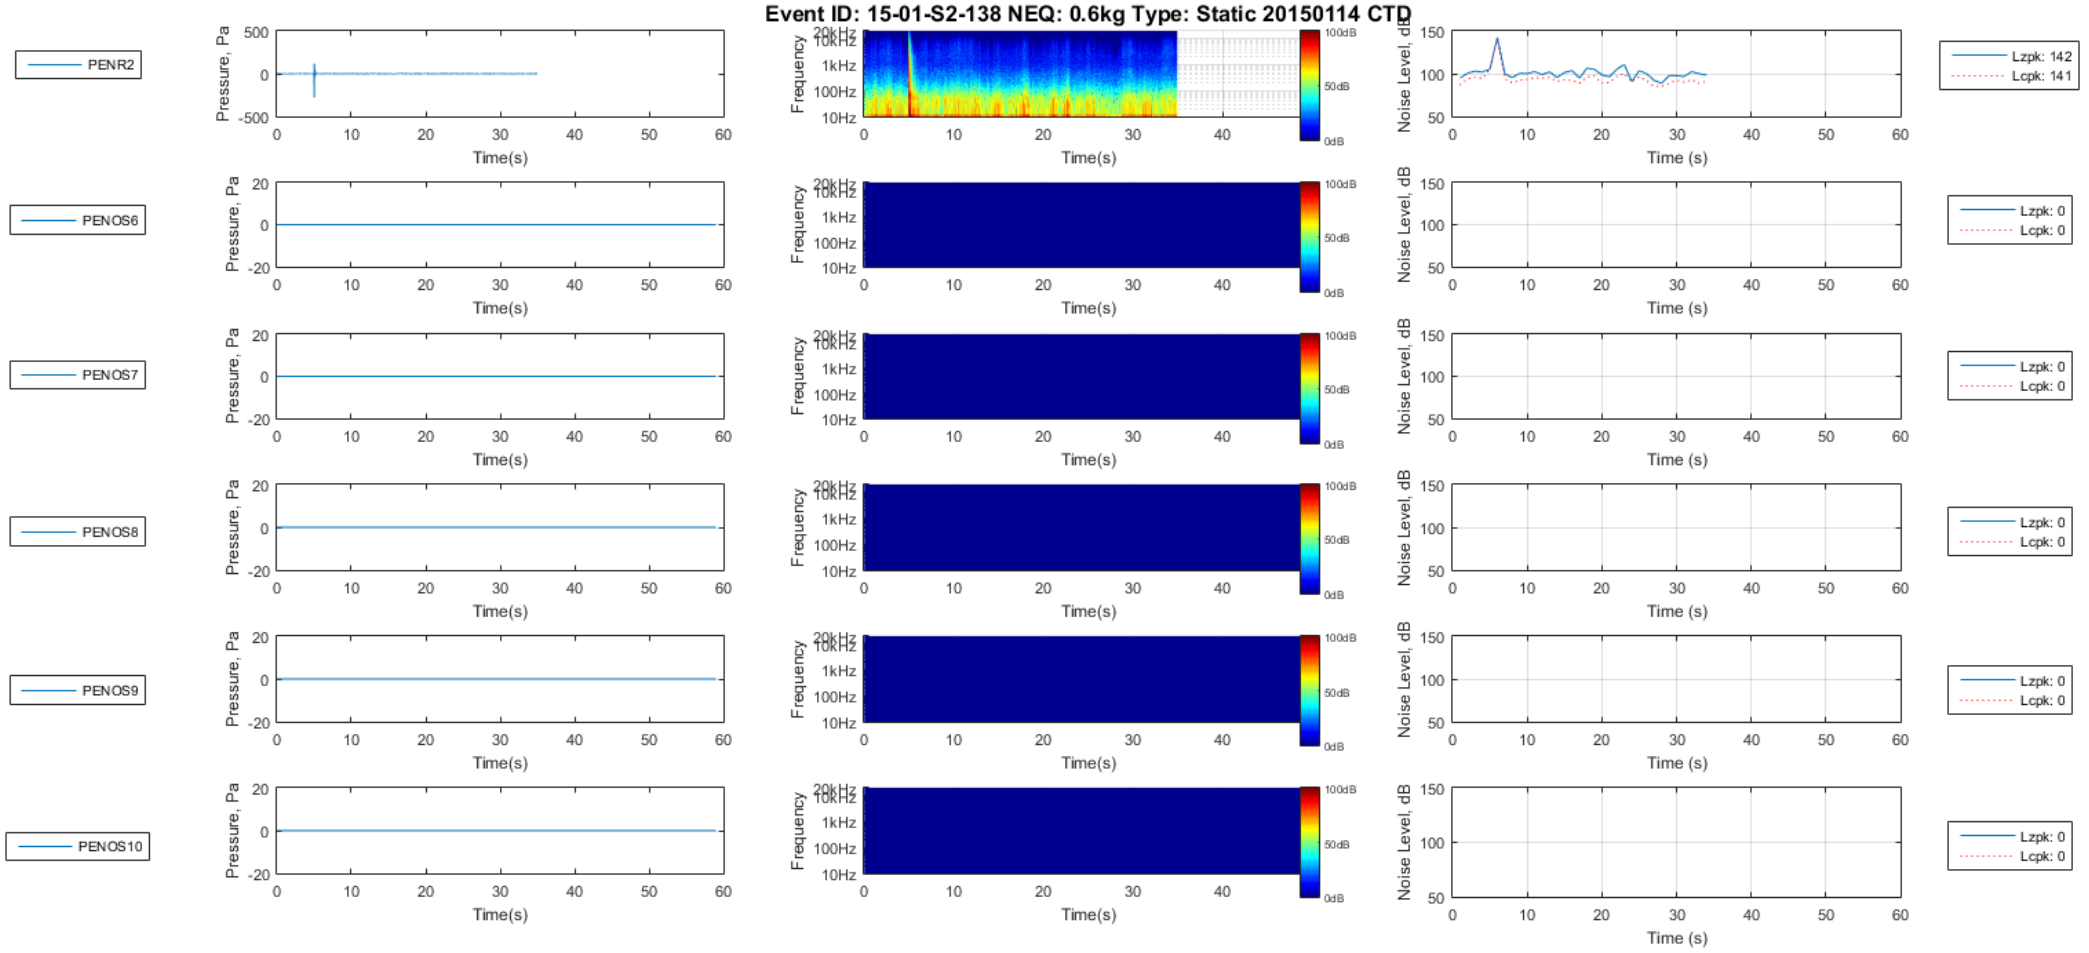 Event ID: 15-01-S2-138 NEQ: 0.6kg Type: Static 20150114 CTD
PENR2
Pressure, Pa
500
0
-500
0 10 20 30 40 50 60
Time(s)
Frequency
20kHz
10kHz
1kHz
100Hz
10Hz
0 10 20 30 40
Time(s)
100dB
50dB
0dB
Noise Level, dB
150
100
50
0 10 20 30 40 50 60
Time (s)
Lzpk: 142
Lcpk: 141
PENOS6
Pressure, Pa
20
0
-20
0 10 20 30 40 50 60
Time(s)
Frequency
20kHz
10kHz
1kHz
100Hz
10Hz
0 10 20 30 40
Time(s)
100dB
50dB
0dB
Noise Level, dB
150
100
50
0 10 20 30 40 50 60
Time (s)
Lzpk: 0
Lcpk: 0
PENOS7
Pressure, Pa
20
0
-20
0 10 20 30 40 50 60
Time(s)
Frequency
20kHz
10kHz
1kHz
100Hz
10Hz
0 10 20 30 40
Time(s)
100dB
50dB
0dB
Noise Level, dB
150
100
50
0 10 20 30 40 50 60
Time (s)
Lzpk: 0
Lcpk: 0
PENOS8
Pressure, Pa
20
0
-20
0 10 20 30 40 50 60
Time(s)
Frequency
20kHz
10kHz
1kHz
100Hz
10Hz
0 10 20 30 40
Time(s)
100dB
50dB
0dB
Noise Level, dB
150
100
50
0 10 20 30 40 50 60
Time (s)
Lzpk: 0
Lcpk: 0
PENOS9
Pressure, Pa
20
0
-20
0 10 20 30 40 50 60
Time(s)
Frequency
20kHz
10kHz
1kHz
100Hz
10Hz
0 10 20 30 40
Time(s)
100dB
50dB
0dB
Noise Level, dB
150
100
50
0 10 20 30 40 50 60
Time (s)
Lzpk: 0
Lcpk: 0
PENOS10
Pressure, Pa
20
0
-20
0 10 20 30 40 50 60
Time(s)
Frequency
20kHz
10kHz
1kHz
100Hz
10Hz
0 10 20 30 40
Time(s)
100dB
50dB
0dB
Noise Level, dB
150
100
50
0 10 20 30 40 50 60
Time (s)
Lzpk: 0
Lcpk: 0